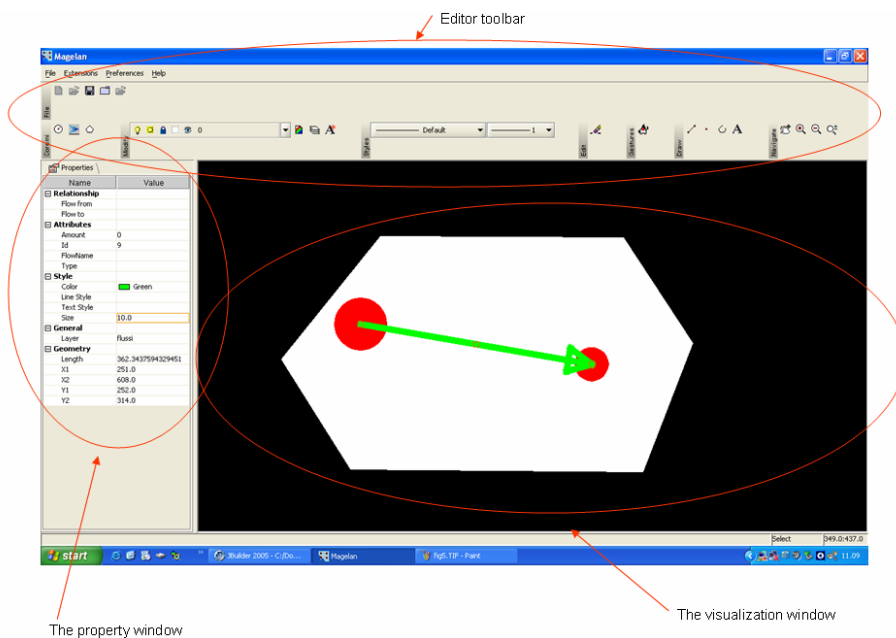 Editor toolbar
Magelan
File Extensions Preferences Help
File
0
Default
1
Modify
Styles
Edit
Gestures
Draw
Navigate
Properties
Name Value
Relationship
Flow from
Flow to
Attributes
Amount 0
Id 9
FlowName
Type
Style
Color Green
Line Style
Text Style
Size 10.0
General
Layer flussi
Geometry
Length 362.3437594329451
X1 251.0
X2 608.0
Y1 252.0
Y2 314.0
Select 349.0:437.0
start
JBuilder 2005 - C:/Do...
Magelan
fig5.TIF - Paint
11.09
The property window
The visualization window